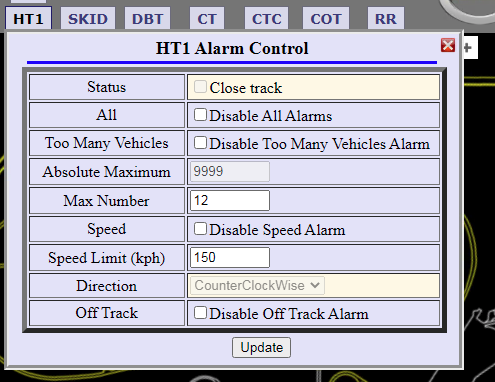 HT1 SKID DBT CT CTC COT RR
HT1 Alarm Control
Status Close track
All Disable All Alarms
Too Many Vehicles Disable Too Many Vehicles Alarm
Absolute Maximum 9999
Max Number 12
Speed Disable Speed Alarm
Speed Limit (kph) 150
Direction CounterClockWise
Off Track Disable Off Track Alarm
Update